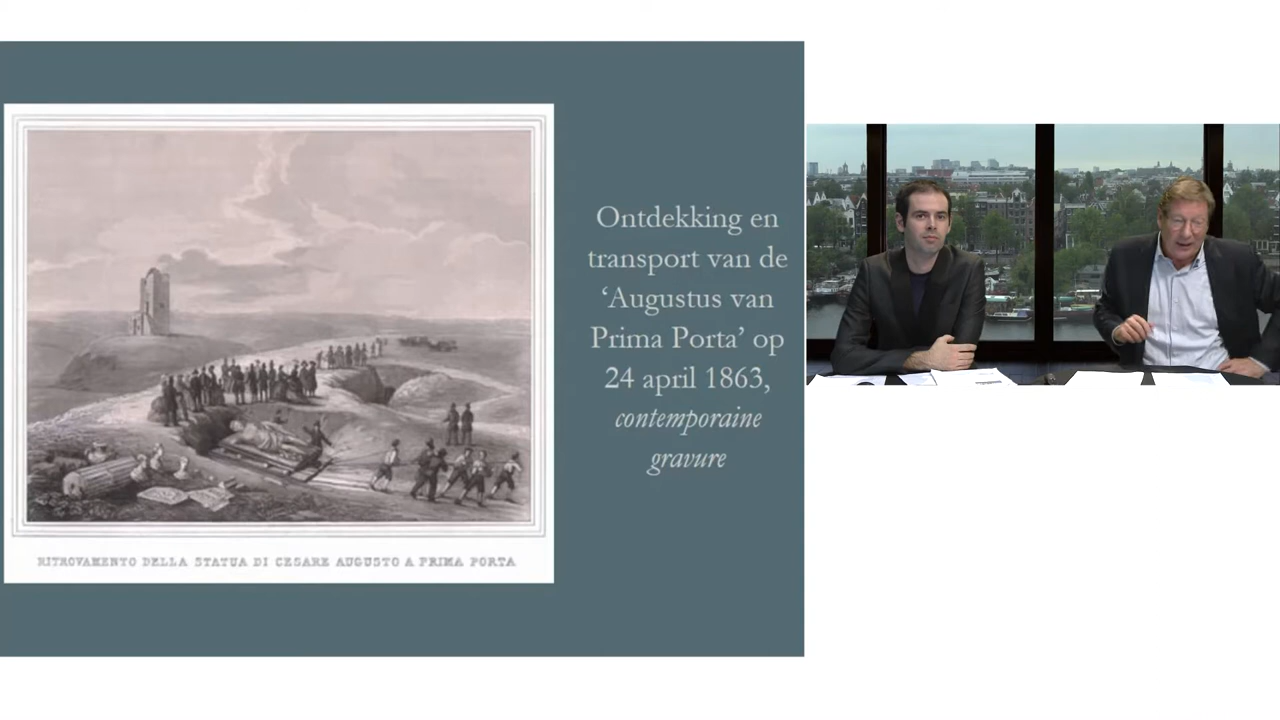 Ontdekking en
transport van de
‘Augustus van
Prima Porta’ op
24 april 1863,
contemporaine
gravure
RITROVAMENTO DELLA STATUA DI CESARE AUGUSTO A PRIMA PORTA